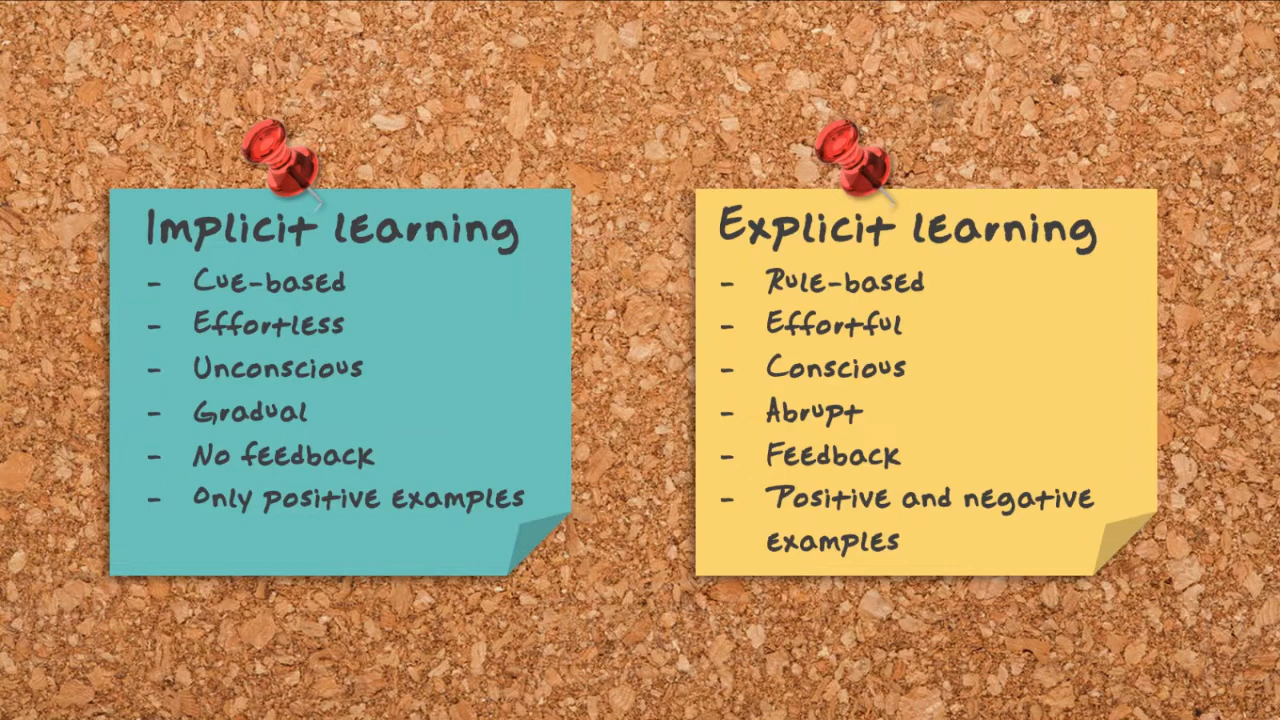 Implicit learning
- Cue-based
- Effortless
- Unconscious
- Gradual
- No feedback
- Only positive examples
Explicit learning
- Rule-based
- Effortful
- Conscious
- Abrupt
- Feedback
- Positive and negative
examples